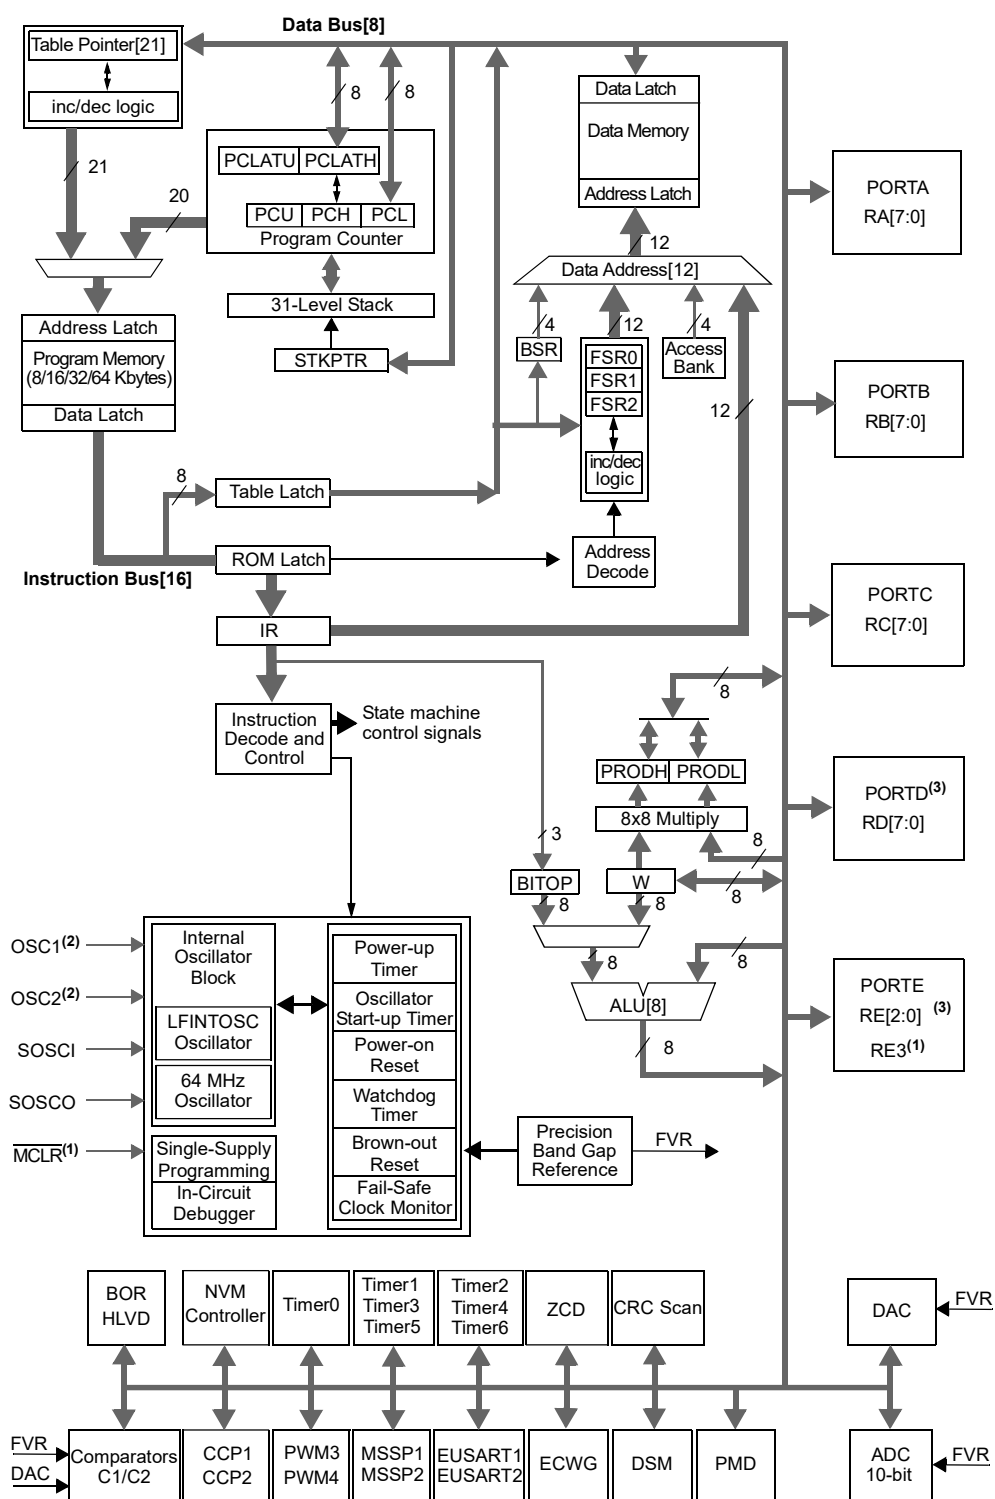 Data Bus[8]
Table Pointer[21]
inc/dec logic
21
20
8
8
PCLATU PCLATH
PCU PCH PCL
Program Counter
31-Level Stack
STKPTR
Data Latch
Data Memory
Address Latch
12
Data Address[12]
4
12
4
BSR
FSR0
FSR1
FSR2
inc/dec
logic
Access
Bank
12
Address
Decode
Address Latch
Program Memory
(8/16/32/64 Kbytes)
Data Latch
8
Table Latch
ROM Latch
Instruction Bus[16]
IR
Instruction
Decode and
Control
State machine
control signals
PORTA
RA[7:0]
PORTB
RB[7:0]
PORTC
RC[7:0]
PORTD(3)
RD[7:0]
PORTE
RE[2:0] (3)
RE3(1)
8
PRODH PRODL
8x8 Multiply
8
3
BITOP
W
8
8
8
8
8
ALU[8]
8
OSC1(2)
OSC2(2)
SOSCI
SOSCO
MCLR(1)
Internal
Oscillator
Block
LFINTOSC
Oscillator
64 MHz
Oscillator
Single-Supply
Programming
In-Circuit
Debugger
Power-up
Timer
Oscillator
Start-up Timer
Power-on
Reset
Watchdog
Timer
Brown-out
Reset
Fail-Safe
Clock Monitor
Precision
Band Gap
Reference
FVR
BOR
HLVD
NVM
Controller
Timer0
Timer1
Timer3
Timer5
Timer2
Timer4
Timer6
ZCD
CRC Scan
DAC
FVR
FVR
DAC
Comparators
C1/C2
CCP1
CCP2
PWM3
PWM4
MSSP1
MSSP2
EUSART1
EUSART2
ECWG
DSM
PMD
ADC
10-bit
FVR